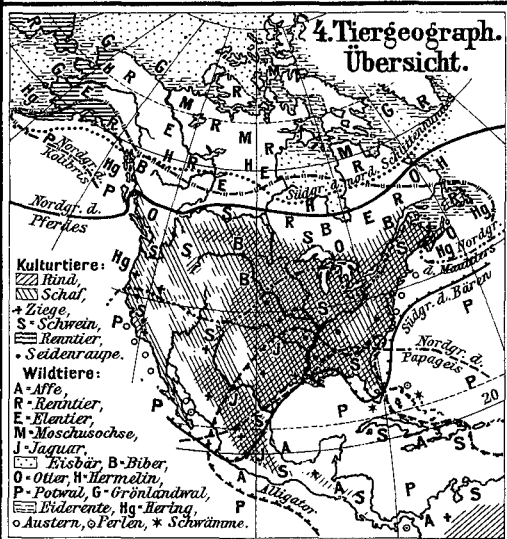 4. Tiergeograph.
Übersicht.
Nordgr. d.
Kolibris
Nordgr. d.
Pferdes
Südgr. d. nord. Schlittenhundes
Nordgr.
d. Maultiers
Südgr. d. Bären
Nordgr. d.
Papageis
20
Alligator
Kulturtiere:
Rind,
Schaf,
+ Ziege,
S - Schwein,
Renntier,
• Seidenraupe.
Wildtiere:
A - Affe,
R - Renntier,
E - Elentier,
M - Moschusochse,
J - Jaguar,
Eisbär, B - Biber,
O - Otter, H - Hermelin,
P - Potwal, G - Grönlandwal,
Eiderente, Hg - Hering,
Austern, Perlen, * Schwämme.